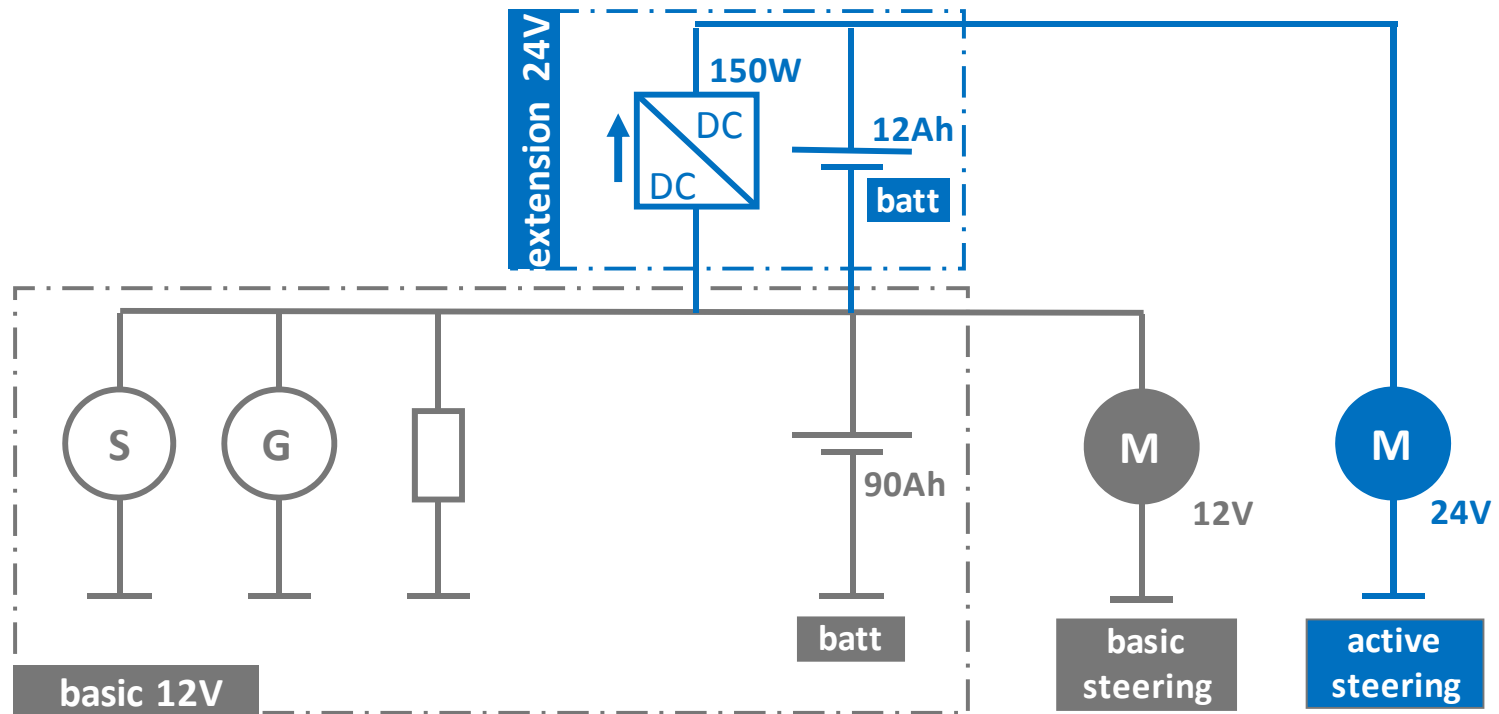 extension 24V
150W
DC
DC
12Ah
batt
S
G
90Ah
batt
M
12V
M
24V
basic
steering
active
steering
basic 12V